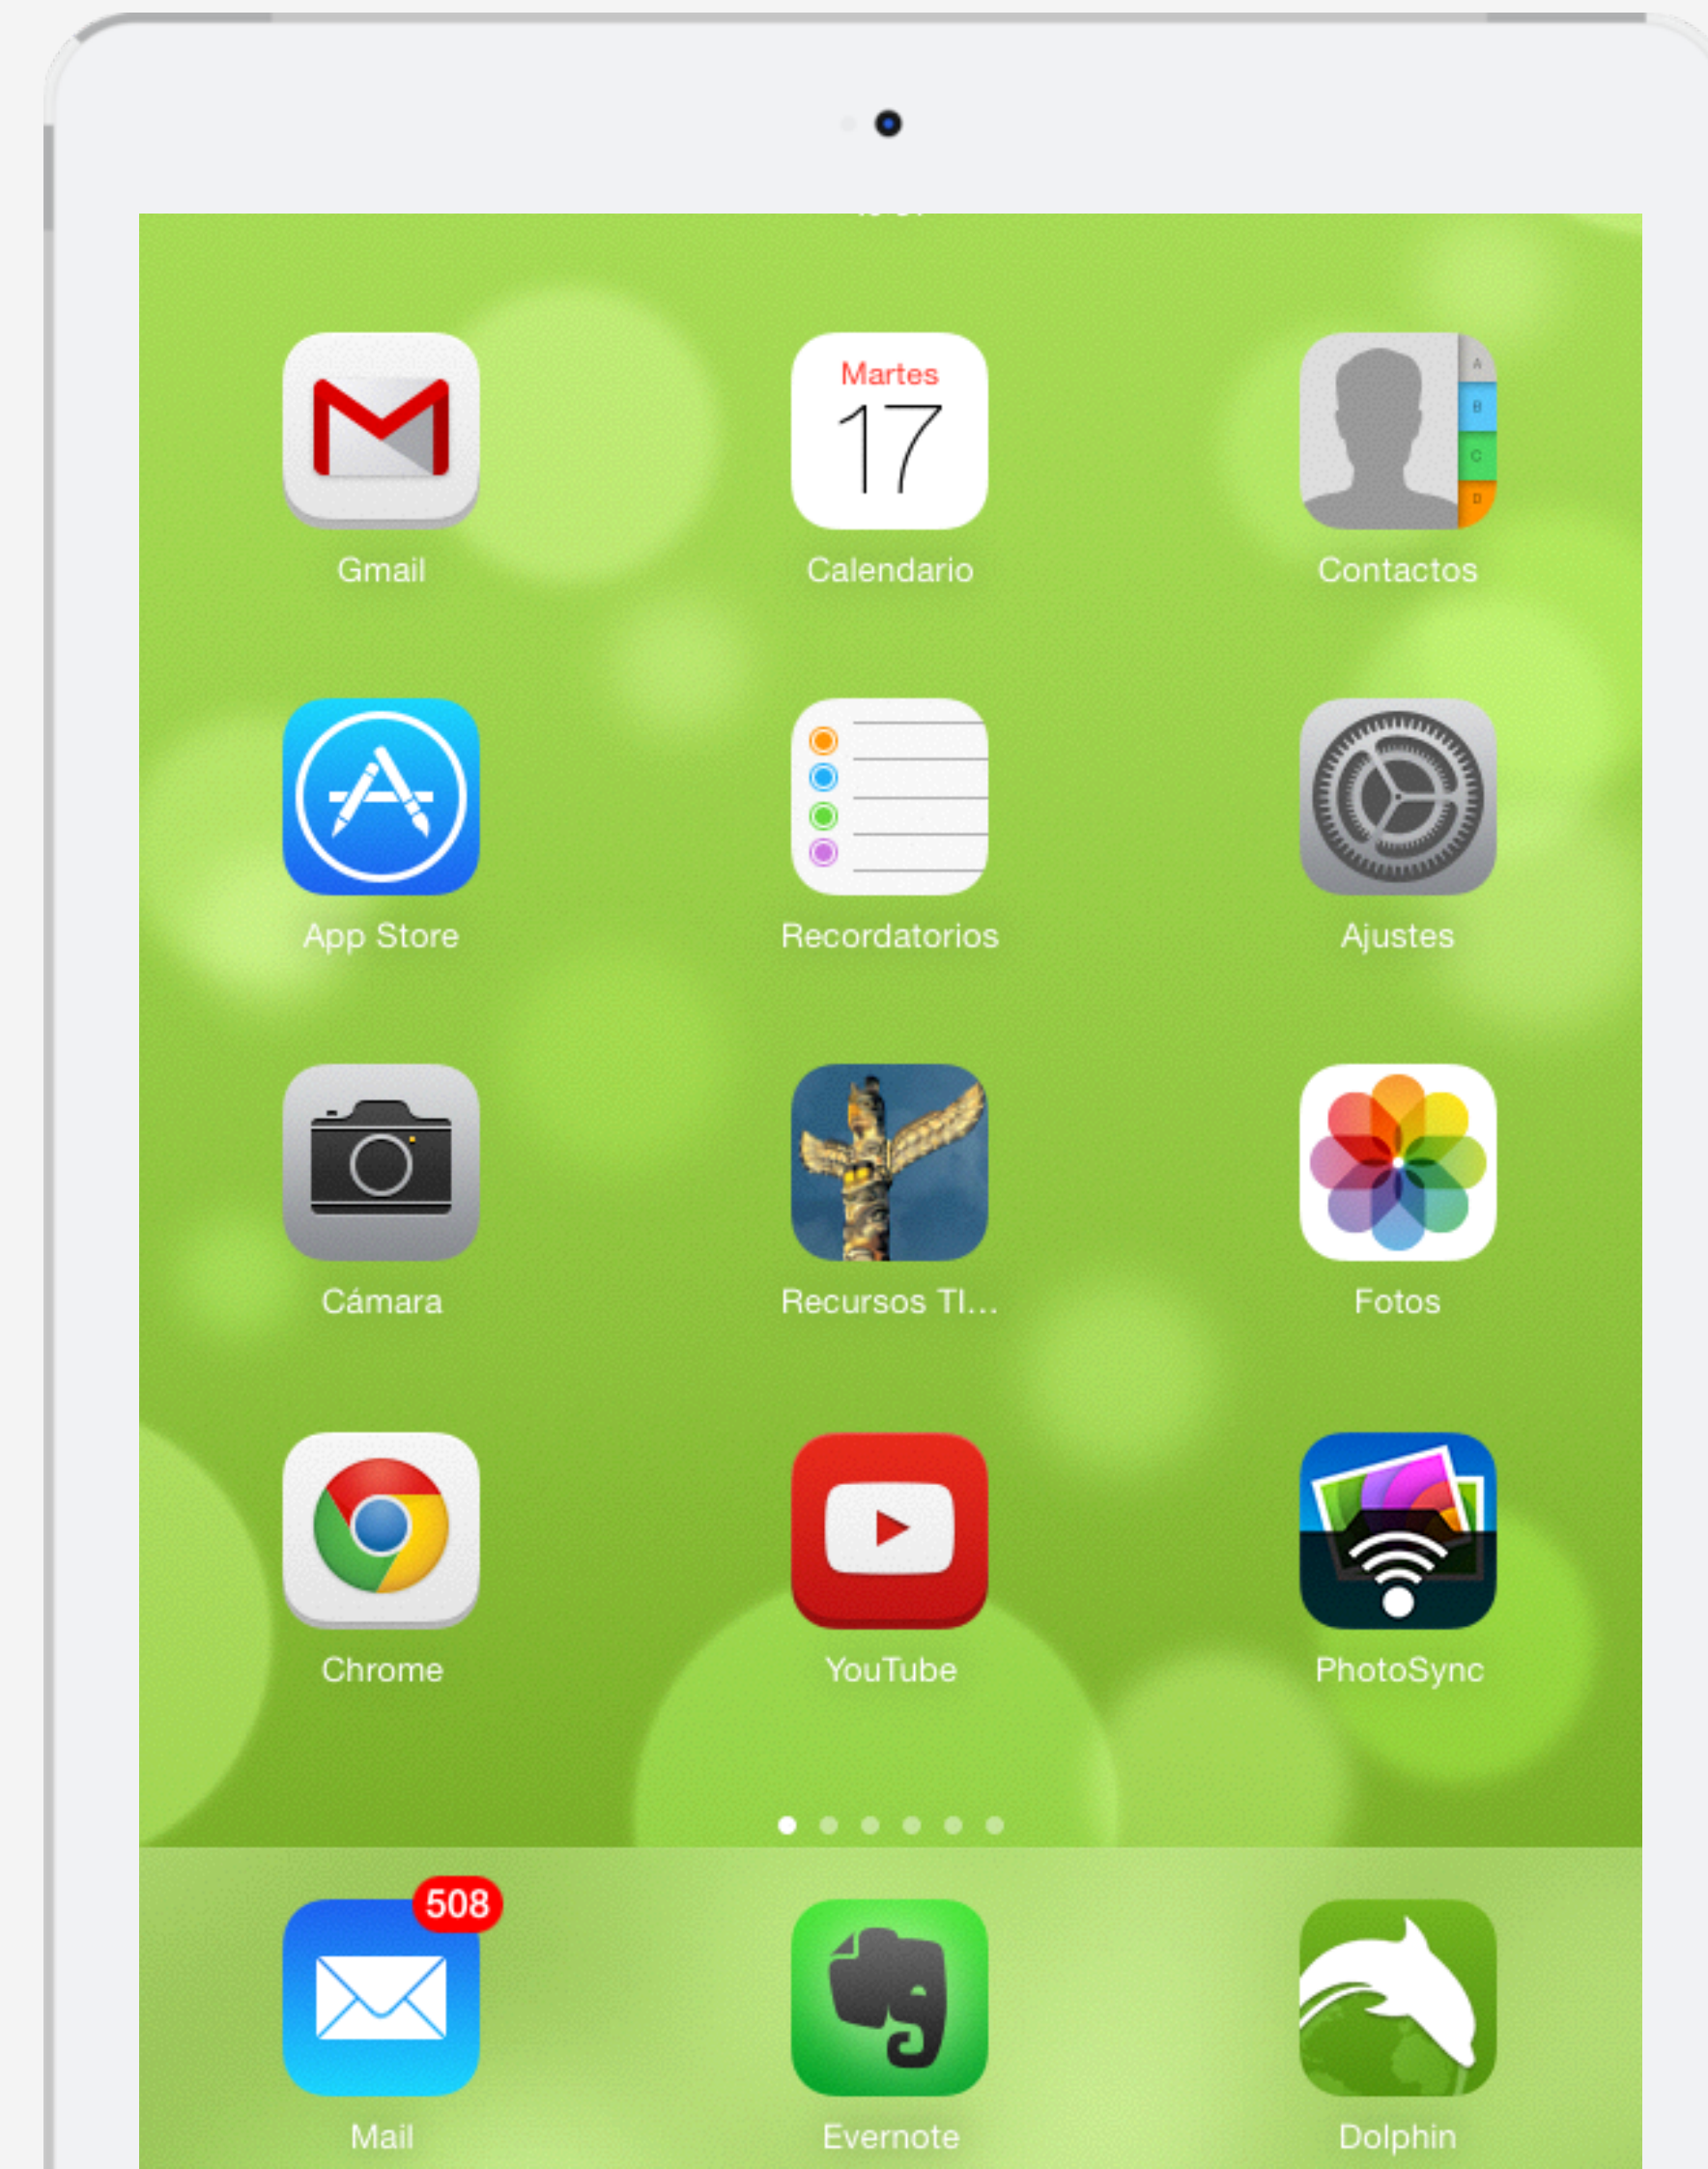 Martes
17
A
B
C
D
Gmail
Calendario
Contactos
App Store
Recordatorios
Ajustes
Cámara
Recursos TI...
Fotos
Chrome
YouTube
PhotoSync
508
Mail
Evernote
Dolphin